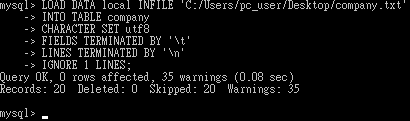 mysql> LOAD DATA local INFILE 'C:/Users/pc_user/Desktop/company.txt'
    -> INTO TABLE company
    -> CHARACTER SET utf8
    -> FIELDS TERMINATED BY '\t'
    -> LINES TERMINATED BY '\n'
    -> IGNORE 1 LINES;
Query OK, 0 rows affected, 35 warnings (0.08 sec)
Records: 20  Deleted: 0  Skipped: 20  Warnings: 35
mysql>